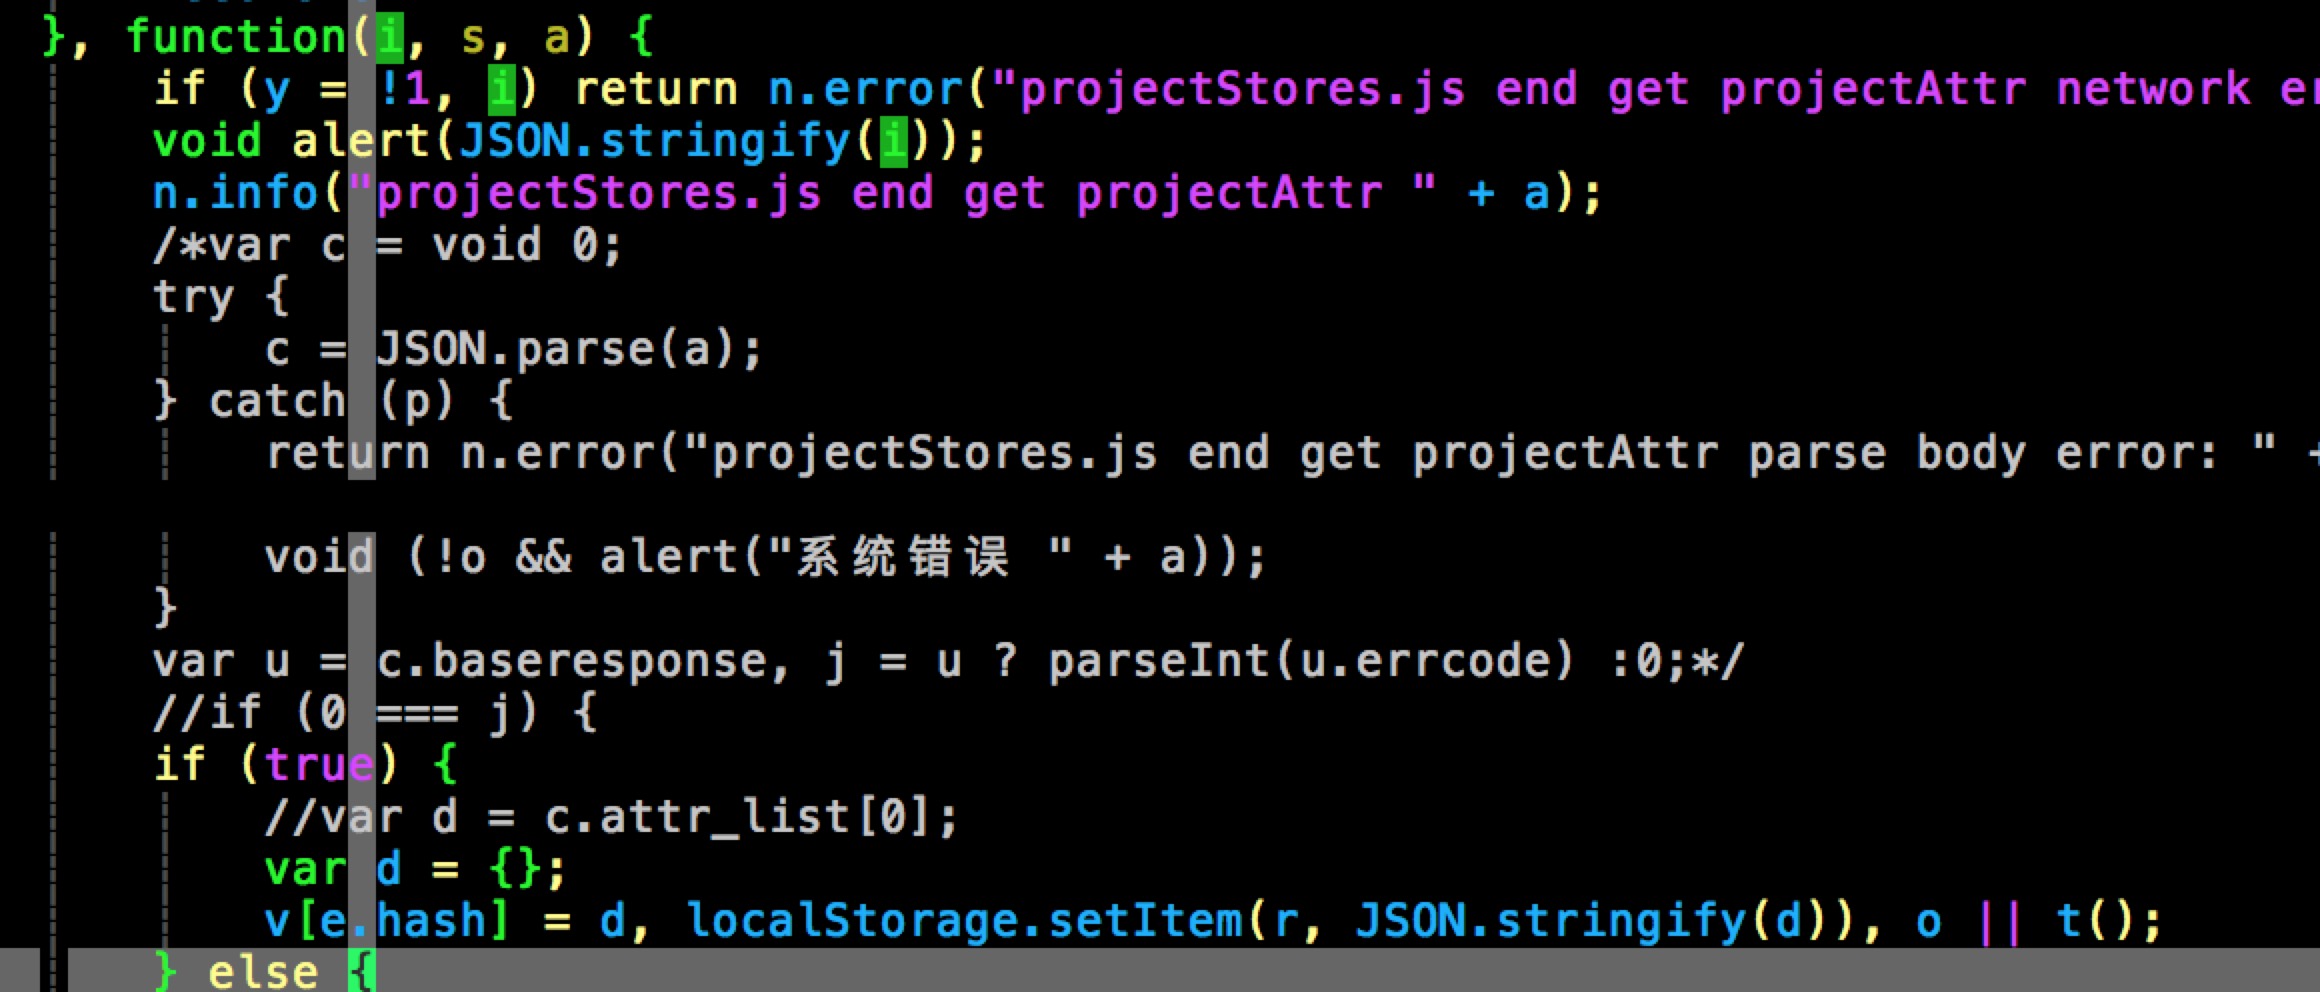 }, function(i, s, a) {
if (y = !1, i) return n.error("projectStores.js end get projectAttr network
void alert(JSON.stringify(i));
n.info("projectStores.js end get projectAttr " + a);
/*var c = void 0;
try {
c = JSON.parse(a);
} catch (p) {
return n.error("projectStores.js end get projectAttr parse body error: " +
void (!o && alert("系统错误 " + a));
}
var u = c.baseresponse, j = u ? parseInt(u.errcode) :0;*/
//if (0 === j) {
if (true) {
//var d = c.attr_list[0];
var d = {};
v[e.hash] = d, localStorage.setItem(r, JSON.stringify(d)), o || t();
} else {